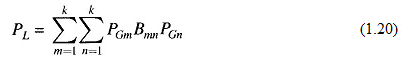 $P_L = \sum_{m=1}^{k} \sum_{n=1}^{k} P_{Gm} B_{mn} P_{Gn}$ (1.20)